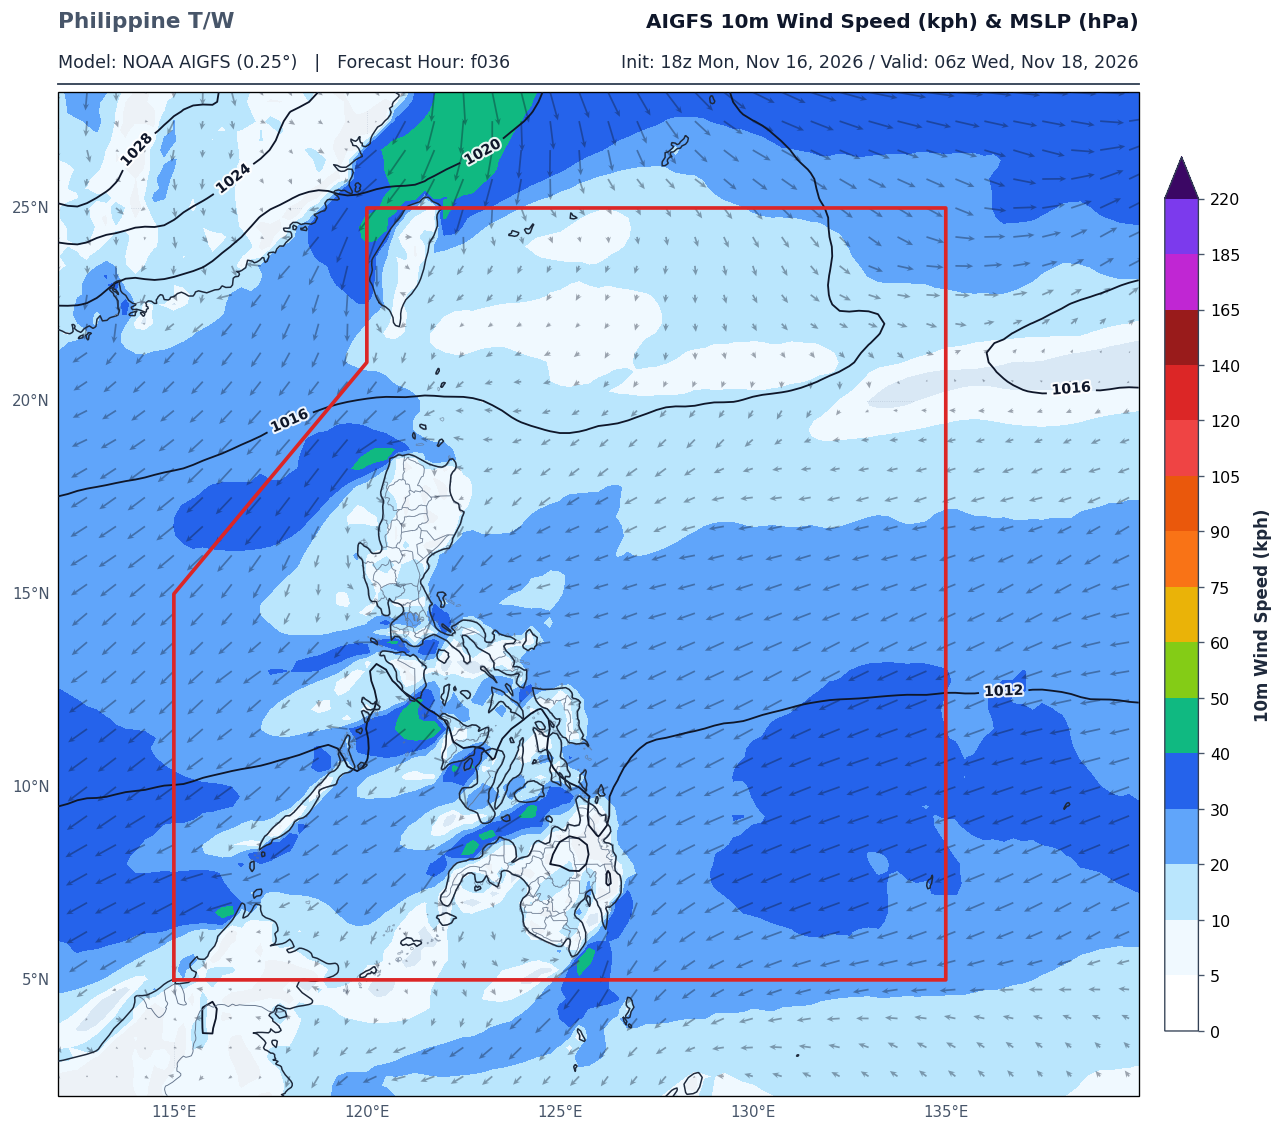 Philippine T/W
AIGFS 10m Wind Speed (kph) & MSLP (hPa)
Model: NOAA AIGFS (0.25°) | Forecast Hour: f036
Init: 18z Mon, Nov 16, 2026 / Valid: 06z Wed, Nov 18, 2026
1028
1024
1020
1016
1016
1012
25°N
20°N
15°N
10°N
5°N
115°E
120°E
125°E
130°E
135°E
220
185
165
140
120
105
90
75
60
50
40
30
20
10
5
0
10m Wind Speed (kph)